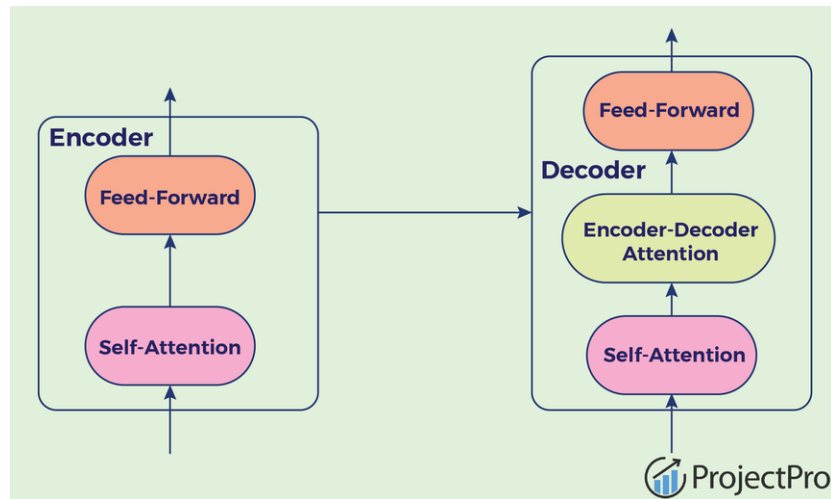 Encoder
Feed-Forward
Self-Attention
Feed-Forward
Decoder
Encoder-Decoder
Attention
Self-Attention
ProjectPro